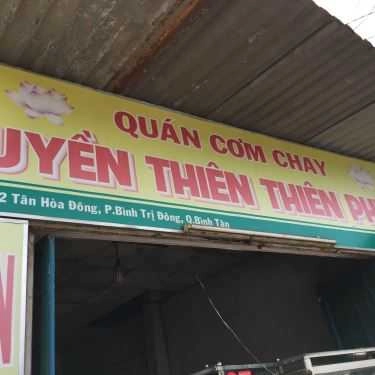 QUÁN CƠM CHAY
UYỀN THIÊN THIÊN PH
2 Tân Hòa Đông, P.Bình Trị Đông, Q.Bình Tân
N